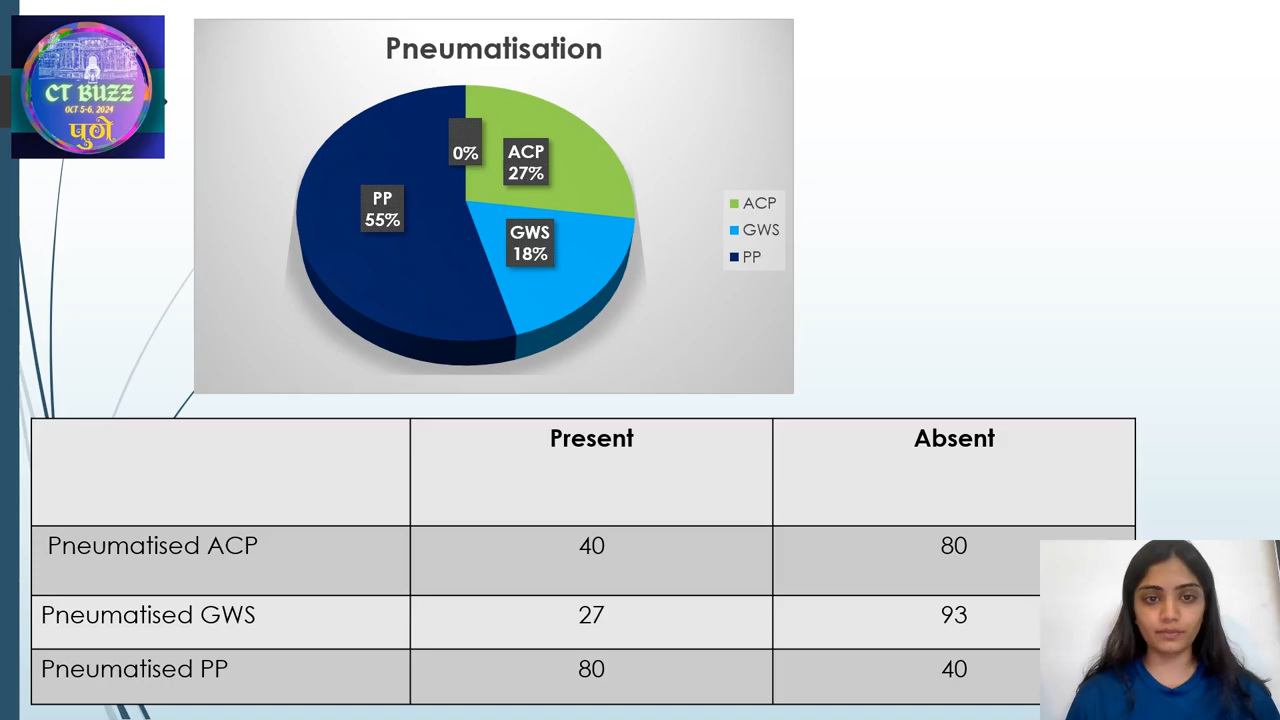 CT BUZZ
OCT 5-6, 2024
पुणे
Pneumatisation
0%
ACP
27%
PP
55%
GWS
18%
ACP
GWS
PP
Present
Absent
Pneumatised ACP
40
80
Pneumatised GWS
27
93
Pneumatised PP
80
40